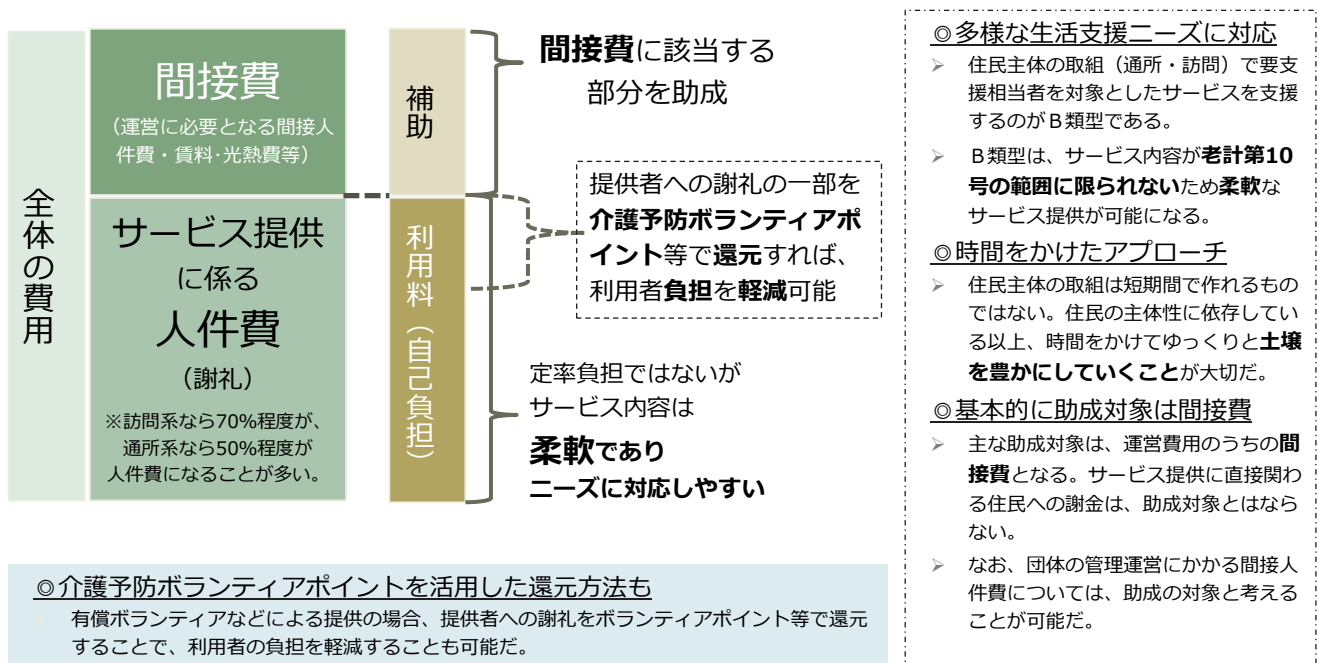 全体の費用
間接費
（運営に必要となる間接人
件費・賃料･光熱費等）
サービス提供
に係る
人件費
（謝礼）
※訪問系なら70%程度が、
通所系なら50%程度が
人件費になることが多い。
補助
利用料（自己負担）
間接費に該当する
部分を助成
提供者への謝礼の一部を
介護予防ボランティアポ
イント等で還元すれば、
利用者負担を軽減可能
定率負担ではないが
サービス内容は
柔軟であり
ニーズに対応しやすい
◎介護予防ボランティアポイントを活用した還元方法も
有償ボランティアなどによる提供の場合、提供者への謝礼をボランティアポイント等で還元
することで、利用者の負担を軽減することも可能だ。
◎多様な生活支援ニーズに対応
➢ 住民主体の取組（通所・訪問）で要支
援相当者を対象としたサービスを支援
するのがＢ類型である。
➢ Ｂ類型は、サービス内容が老計第10
号の範囲に限られないため柔軟な
サービス提供が可能になる。
◎時間をかけたアプローチ
➢ 住民主体の取組は短期間で作れるもの
ではない。住民の主体性に依存してい
る以上、時間をかけてゆっくりと土壌
を豊かにしていくことが大切だ。
◎基本的に助成対象は間接費
➢ 主な助成対象は、運営費用のうちの間
接費となる。サービス提供に直接関わ
る住民への謝金は、助成対象とはなら
ない。
➢ なお、団体の管理運営にかかる間接人
件費については、助成の対象と考える
ことが可能だ。